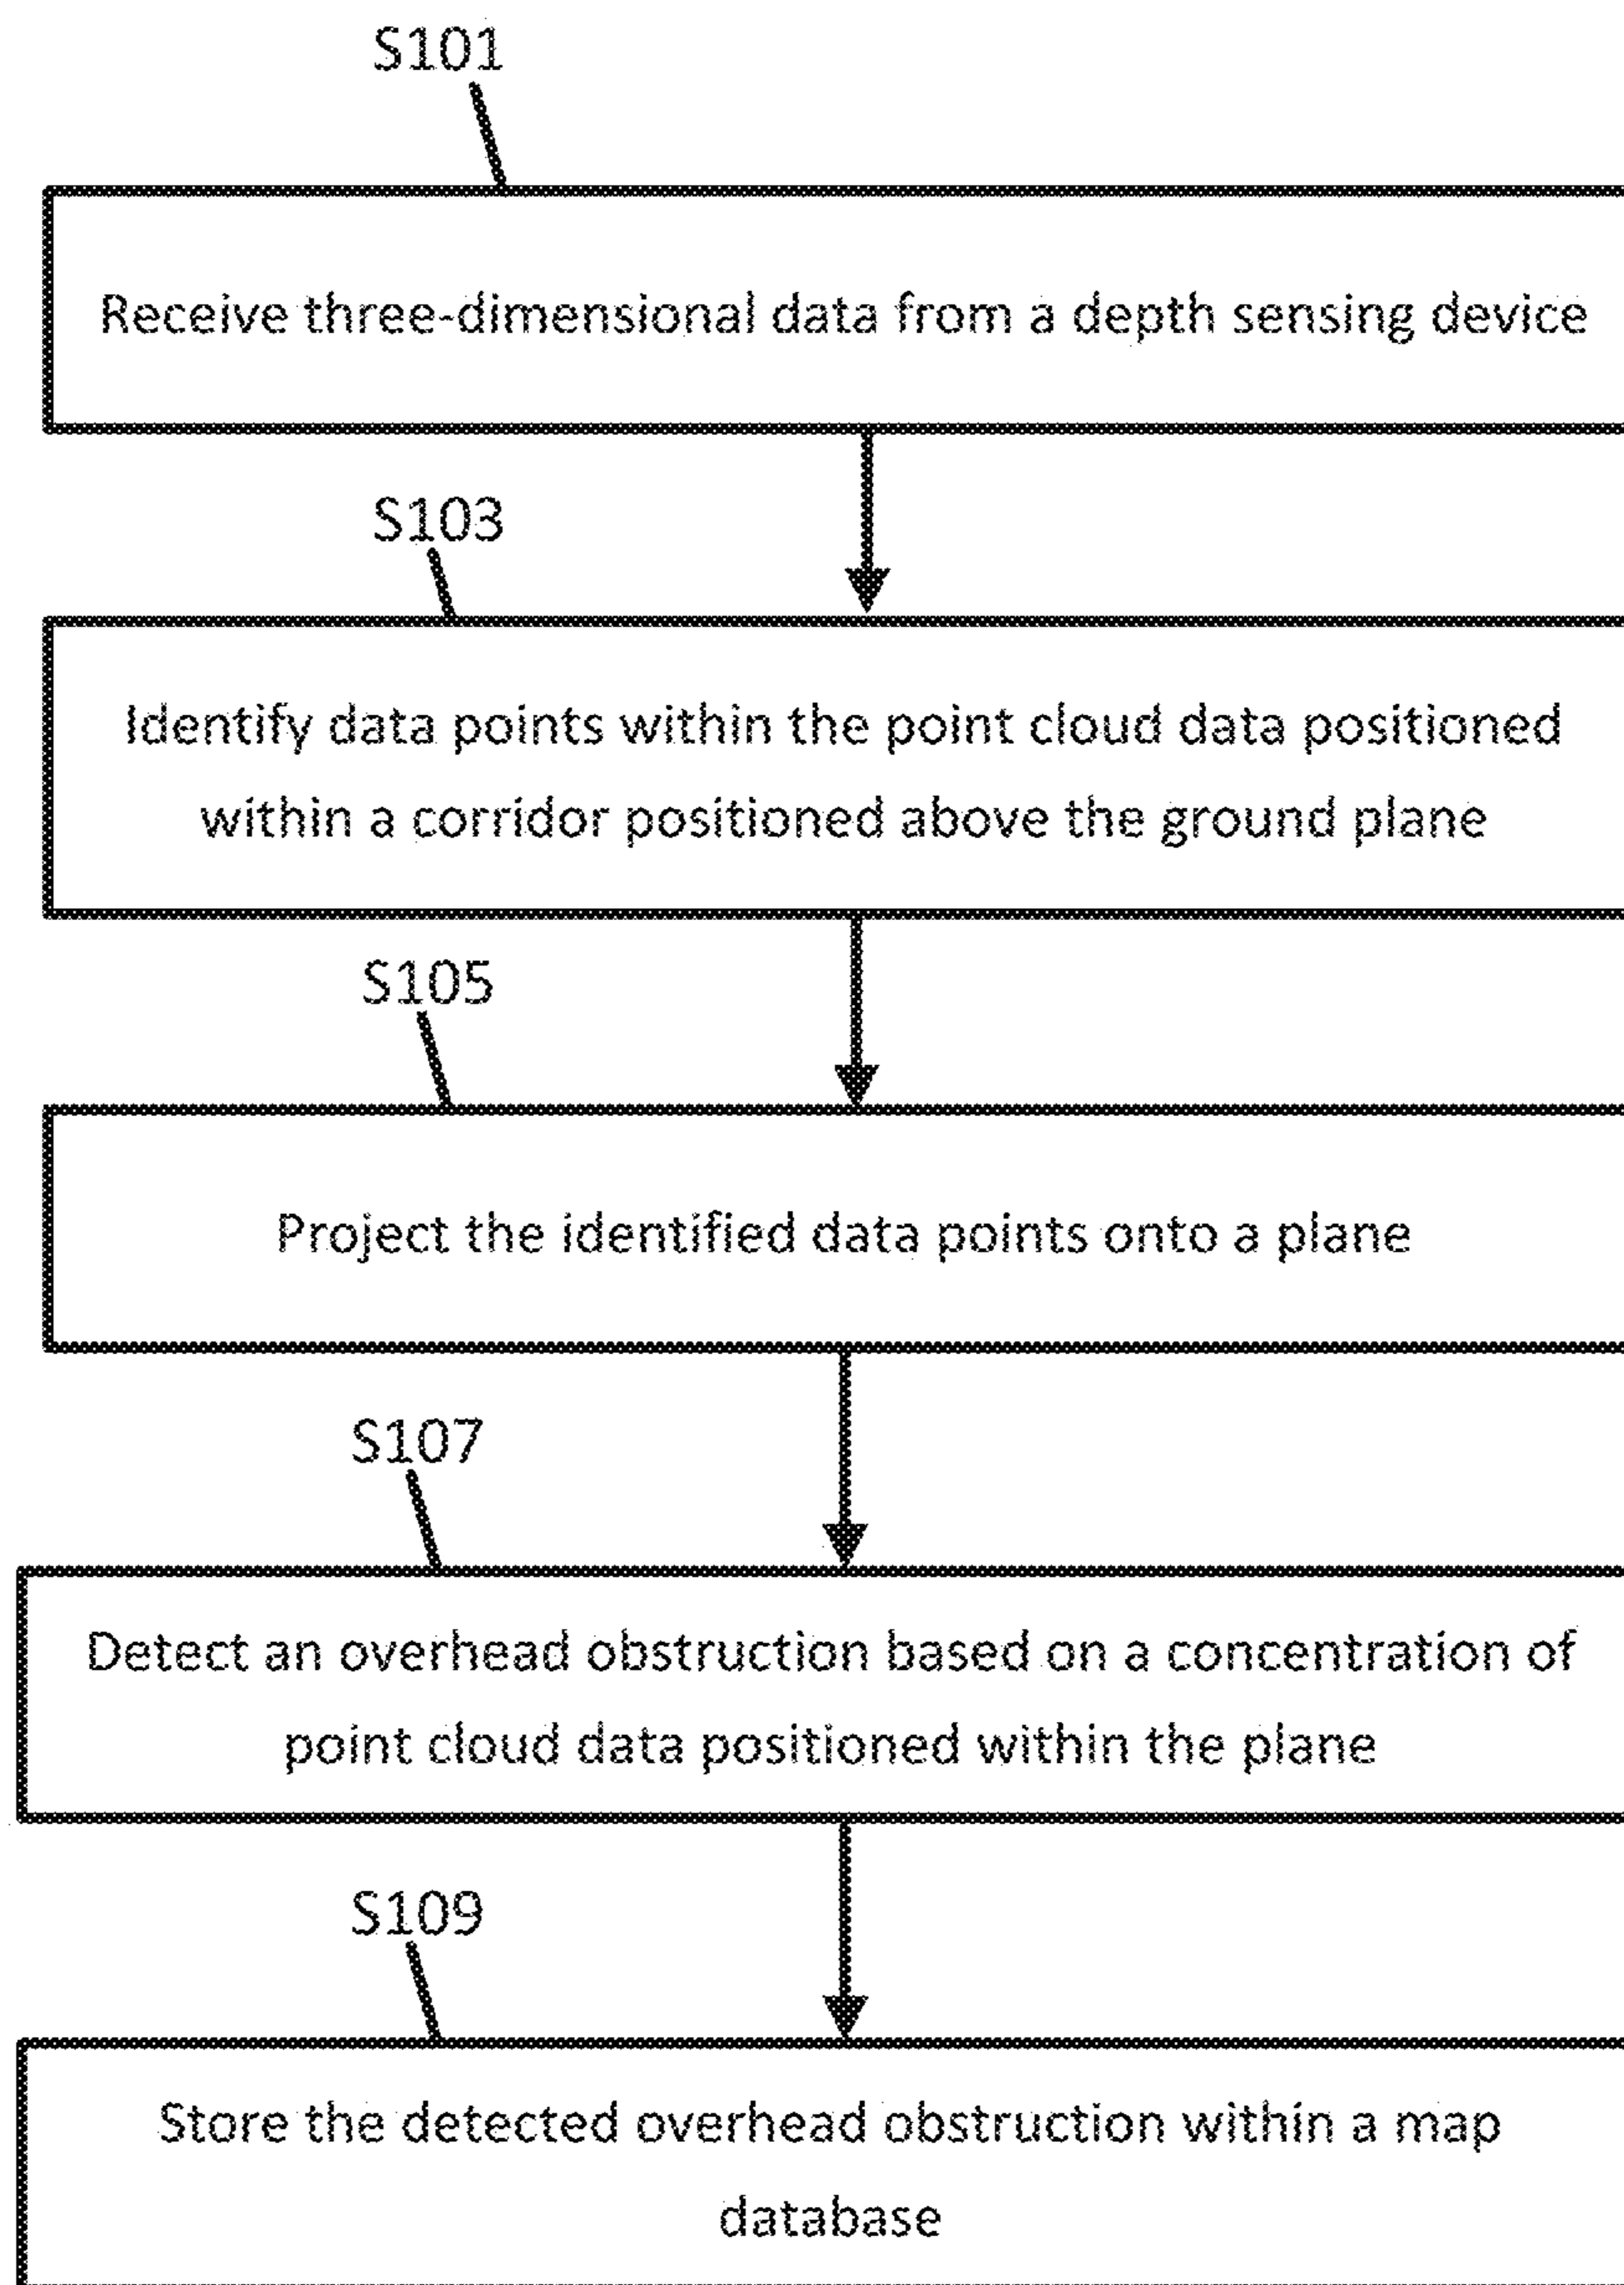 S101
Receive three-dimensional data from a depth sensing device
S103
Identify data points within the point cloud data positioned
within a corridor positioned above the ground plane
S105
Project the identified data points onto a plane
S107
Detect an overhead obstruction based on a concentration of
point cloud data positioned within the plane
S109
Store the detected overhead obstruction within a map
database